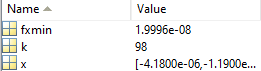 Name Value
fxmin 1.9996e-08
k 98
x [-4.1800e-06,-1.1900e...